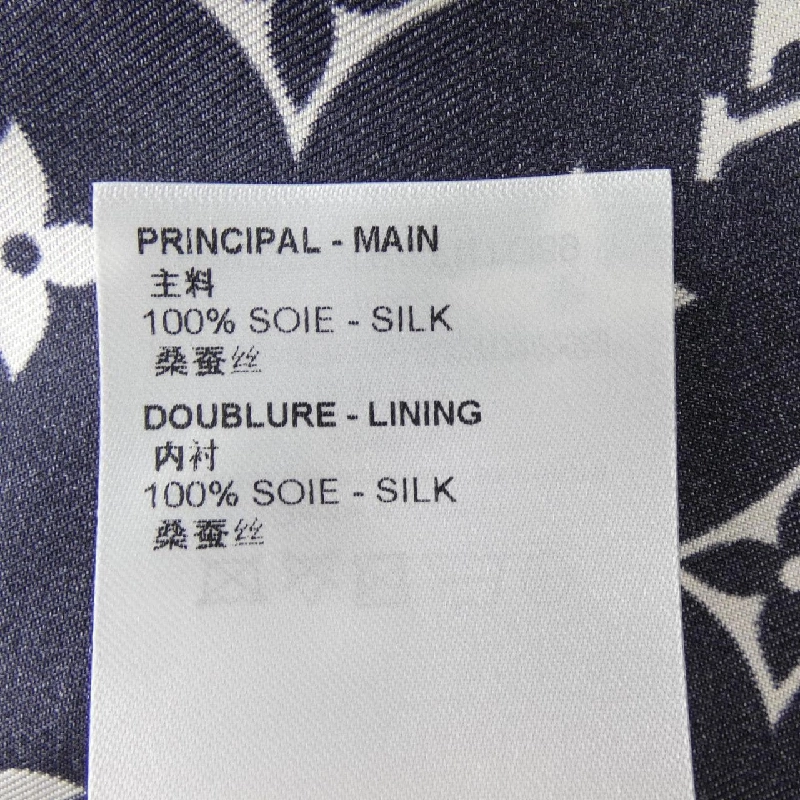 PRINCIPAL - MAIN
主料
100% SOIE - SILK
桑蚕丝
DOUBLURE - LINING
内衬
100% SOIE - SILK
桑蚕丝